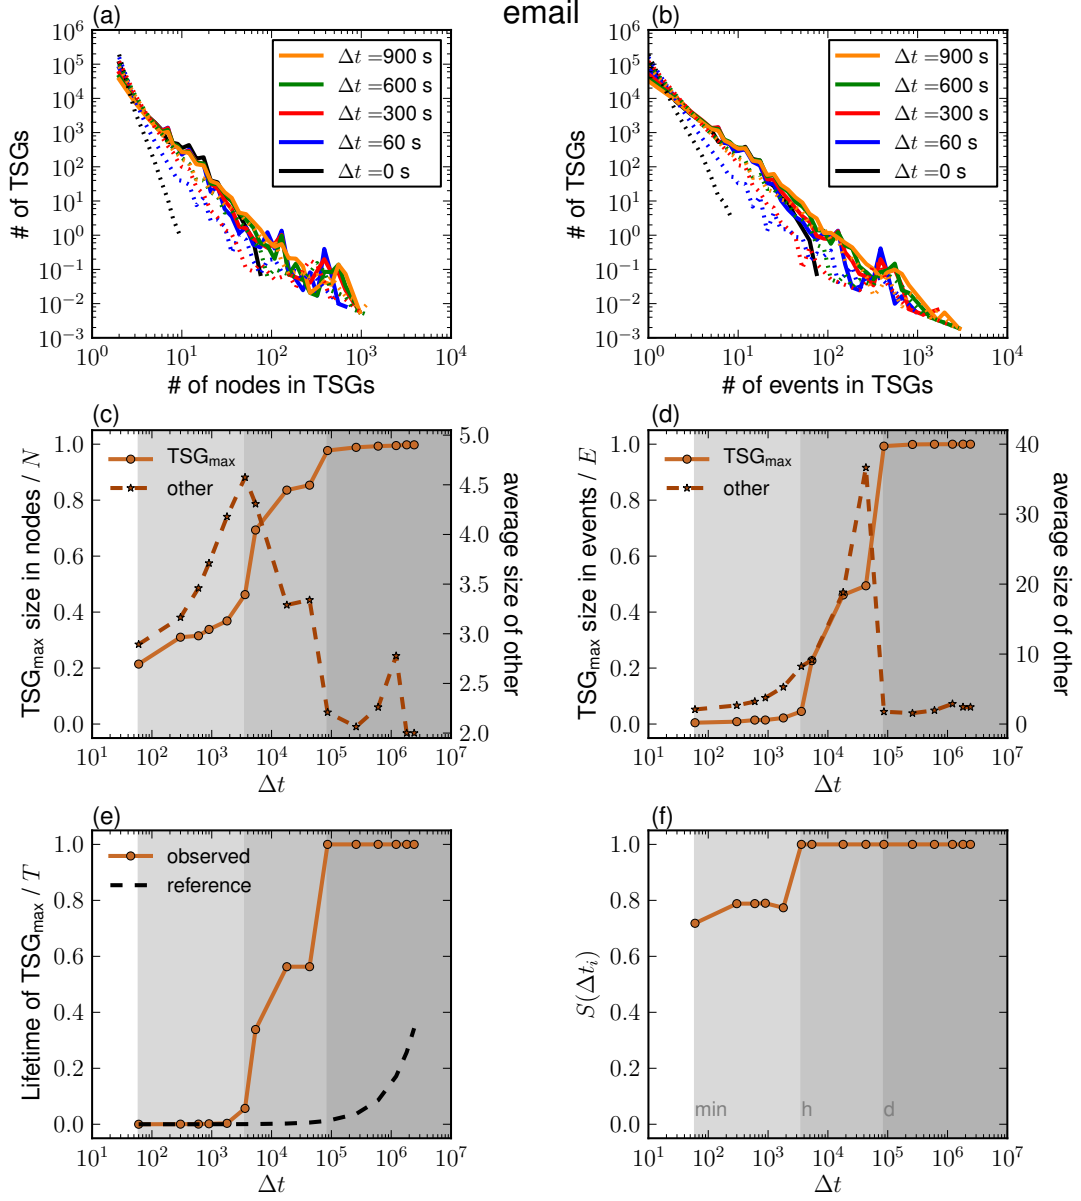 email
(a)
# of TSGs
10^6
10^5
10^4
10^3
10^2
10^1
10^0
10^-1
10^-2
10^-3
Δt = 900 s
Δt = 600 s
Δt = 300 s
Δt = 60 s
Δt = 0 s
10^0 10^1 10^2 10^3 10^4
# of nodes in TSGs
(b)
# of TSGs
10^6
10^5
10^4
10^3
10^2
10^1
10^0
10^-1
10^-2
10^-3
Δt = 900 s
Δt = 600 s
Δt = 300 s
Δt = 60 s
Δt = 0 s
10^0 10^1 10^2 10^3 10^4
# of events in TSGs
(c)
TSG_max size in nodes / N
1.0
0.8
0.6
0.4
0.2
0.0
TSG_max
other
5.0
4.5
4.0
3.5
3.0
2.5
2.0
average size of other
10^1 10^2 10^3 10^4 10^5 10^6 10^7
Δt
(d)
TSG_max size in events / E
1.0
0.8
0.6
0.4
0.2
0.0
TSG_max
other
40
30
20
10
0
average size of other
10^1 10^2 10^3 10^4 10^5 10^6 10^7
Δt
(e)
Lifetime of TSG_max / T
1.0
0.8
0.6
0.4
0.2
0.0
observed
reference
10^1 10^2 10^3 10^4 10^5 10^6 10^7
Δt
(f)
S(Δt_i)
1.0
0.8
0.6
0.4
0.2
0.0
min h d
10^1 10^2 10^3 10^4 10^5 10^6 10^7
Δt